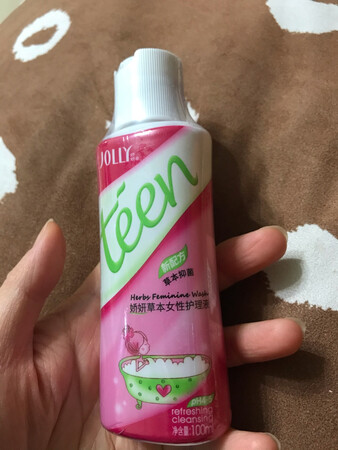 JOLLY
téen
新配方
草本抑菌
Herbs Feminine Wash
娇妍草本女性护理液
refreshing
cleansing
净含量:100ml